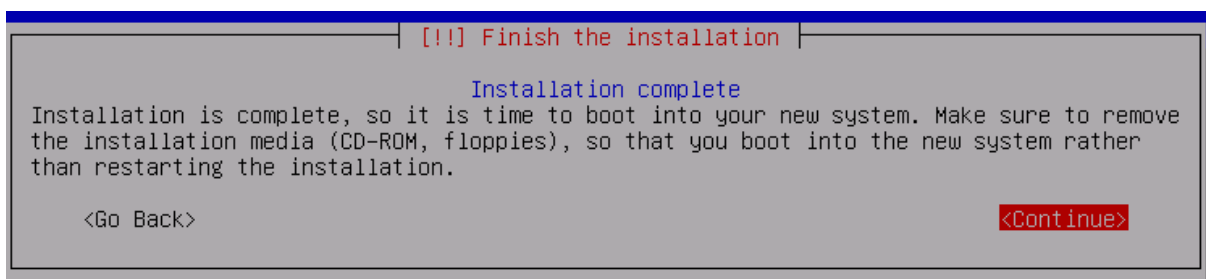 [!!] Finish the installation
Installation complete
Installation is complete, so it is time to boot into your new system. Make sure to remove
the installation media (CD-ROM, floppies), so that you boot into the new system rather
than restarting the installation.
<Go Back> <Continue>